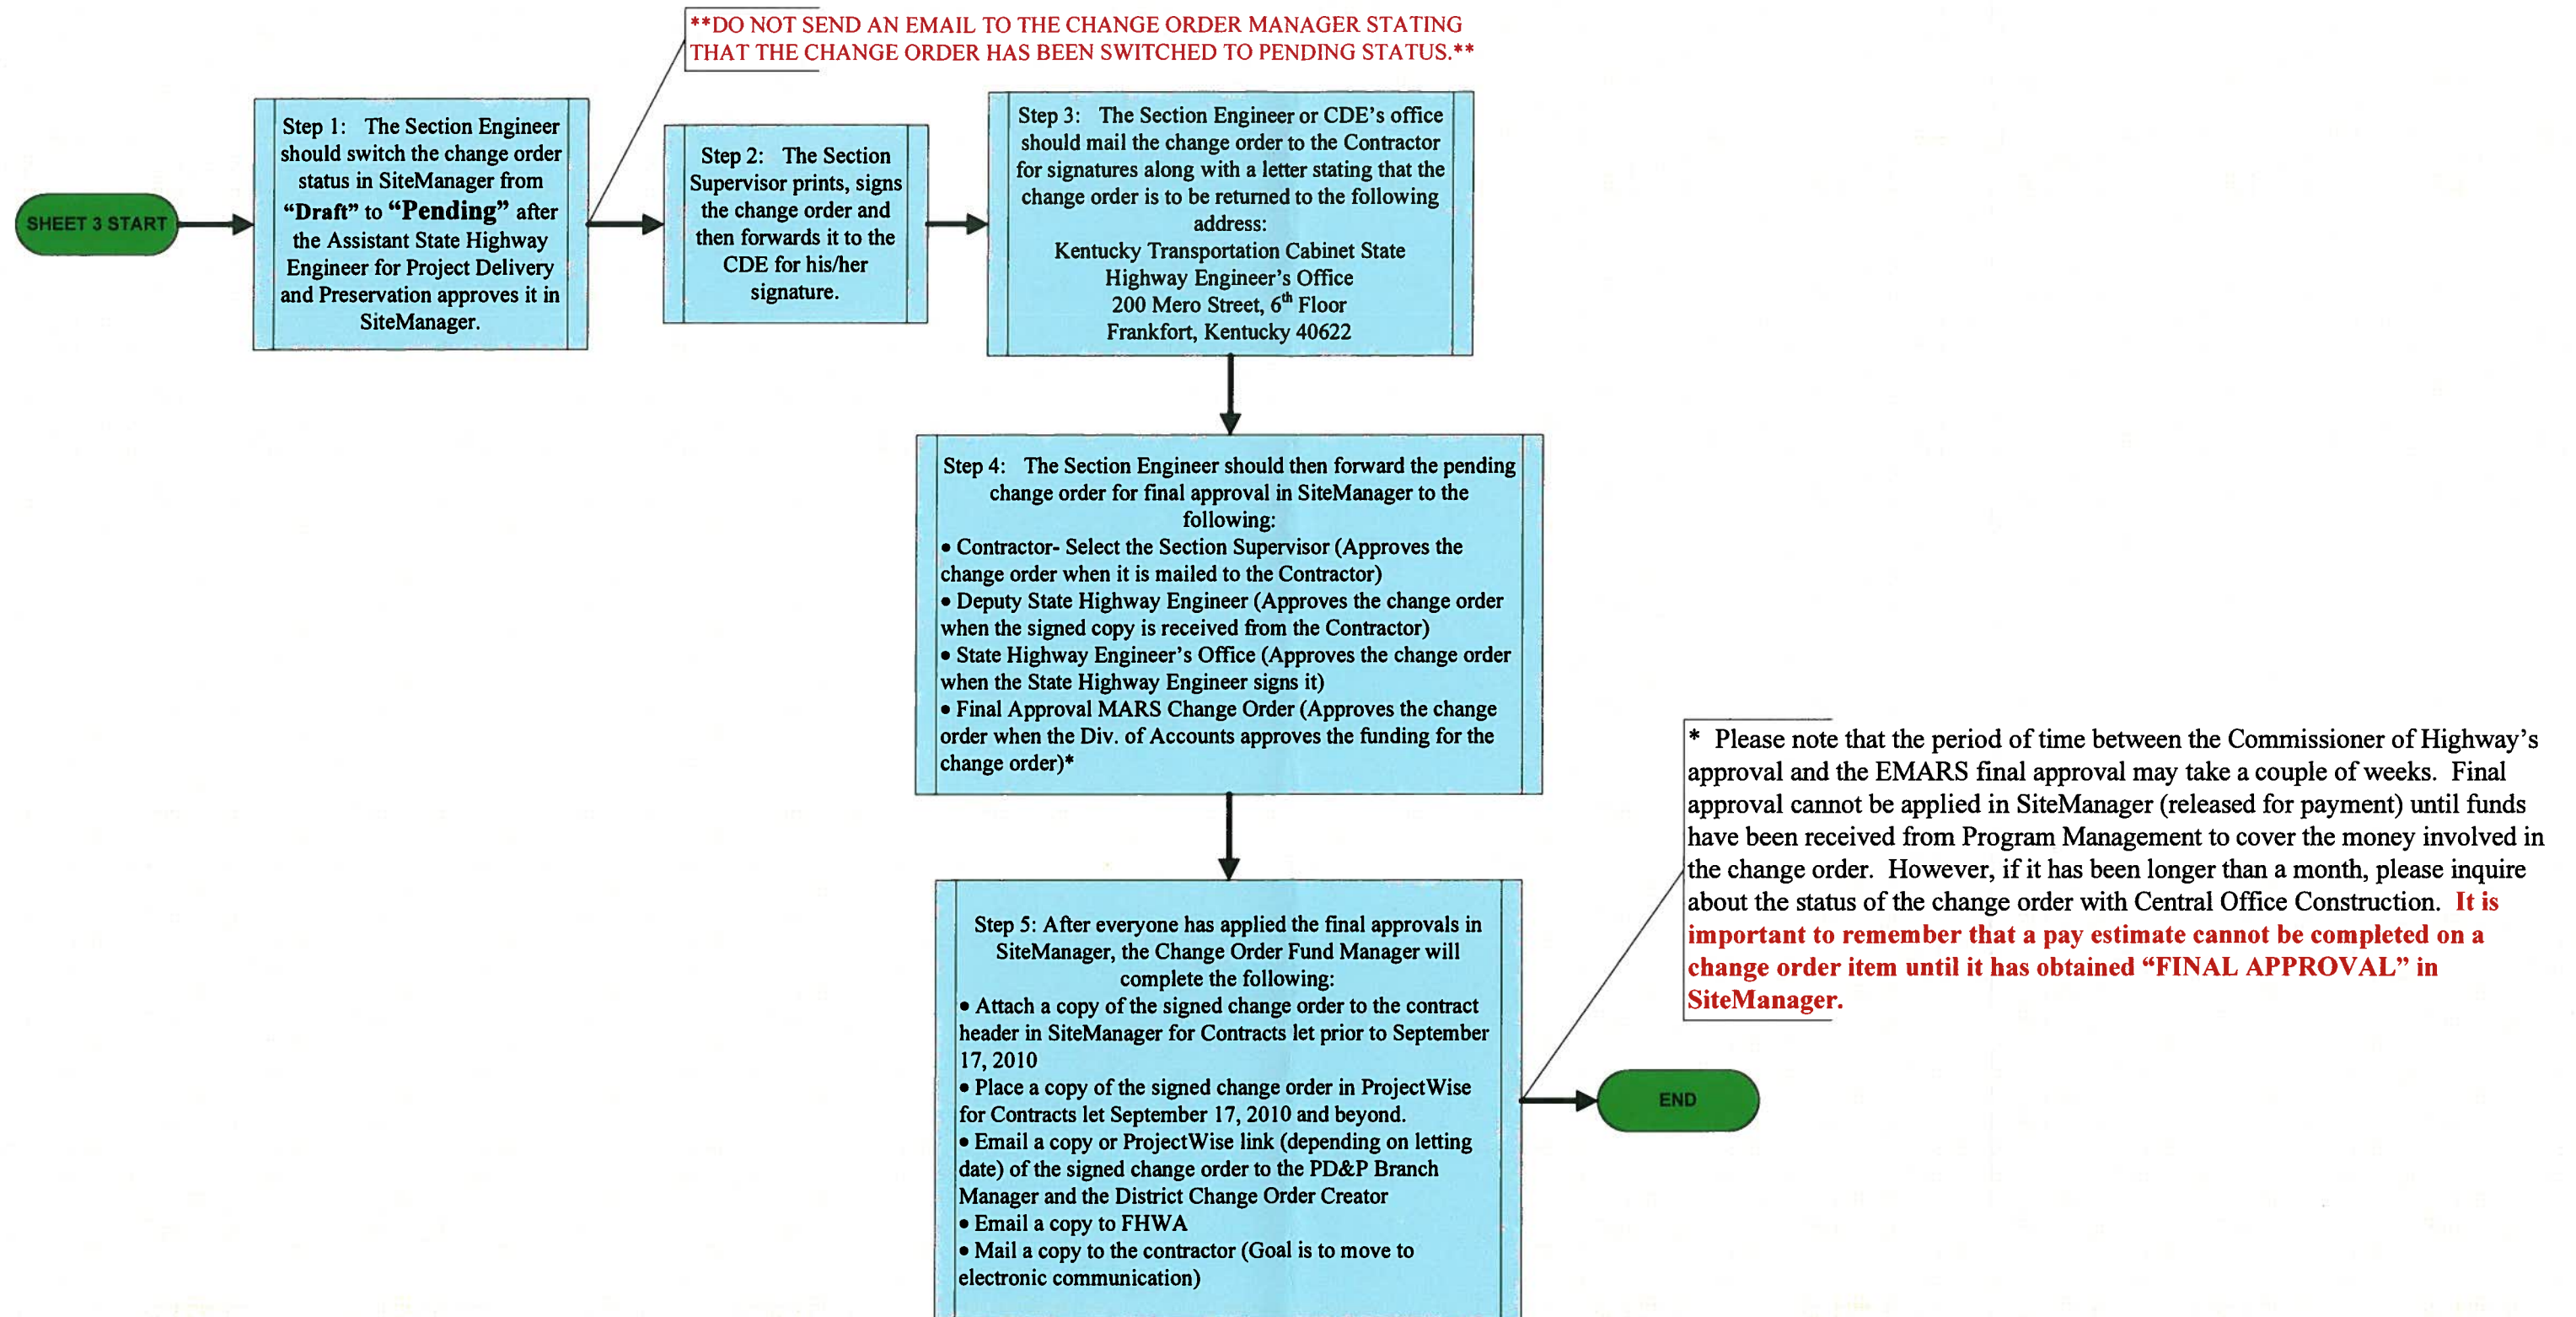 **DO NOT SEND AN EMAIL TO THE CHANGE ORDER MANAGER STATING
THAT THE CHANGE ORDER HAS BEEN SWITCHED TO PENDING STATUS.**
SHEET 3 START
Step 1: The Section Engineer
should switch the change order
status in SiteManager from
“Draft” to “Pending” after
the Assistant State Highway
Engineer for Project Delivery
and Preservation approves it in
SiteManager.
Step 2: The Section
Supervisor prints, signs
the change order and
then forwards it to the
CDE for his/her
signature.
Step 3: The Section Engineer or CDE’s office
should mail the change order to the Contractor
for signatures along with a letter stating that the
change order is to be returned to the following
address:
Kentucky Transportation Cabinet State
Highway Engineer’s Office
200 Mero Street, 6th Floor
Frankfort, Kentucky 40622
Step 4: The Section Engineer should then forward the pending
change order for final approval in SiteManager to the
following:
• Contractor- Select the Section Supervisor (Approves the
change order when it is mailed to the Contractor)
• Deputy State Highway Engineer (Approves the change order
when the signed copy is received from the Contractor)
• State Highway Engineer’s Office (Approves the change order
when the State Highway Engineer signs it)
• Final Approval MARS Change Order (Approves the change
order when the Div. of Accounts approves the funding for the
change order)*
* Please note that the period of time between the Commissioner of Highway’s
approval and the EMARS final approval may take a couple of weeks. Final
approval cannot be applied in SiteManager (released for payment) until funds
have been received from Program Management to cover the money involved in
the change order. However, if it has been longer than a month, please inquire
about the status of the change order with Central Office Construction. It is
important to remember that a pay estimate cannot be completed on a
change order item until it has obtained “FINAL APPROVAL” in
SiteManager.
Step 5: After everyone has applied the final approvals in
SiteManager, the Change Order Fund Manager will
complete the following:
• Attach a copy of the signed change order to the contract
header in SiteManager for Contracts let prior to September
17, 2010
• Place a copy of the signed change order in ProjectWise
for Contracts let September 17, 2010 and beyond.
• Email a copy or ProjectWise link (depending on letting
date) of the signed change order to the PD&P Branch
Manager and the District Change Order Creator
• Email a copy to FHWA
• Mail a copy to the contractor (Goal is to move to
electronic communication)
END